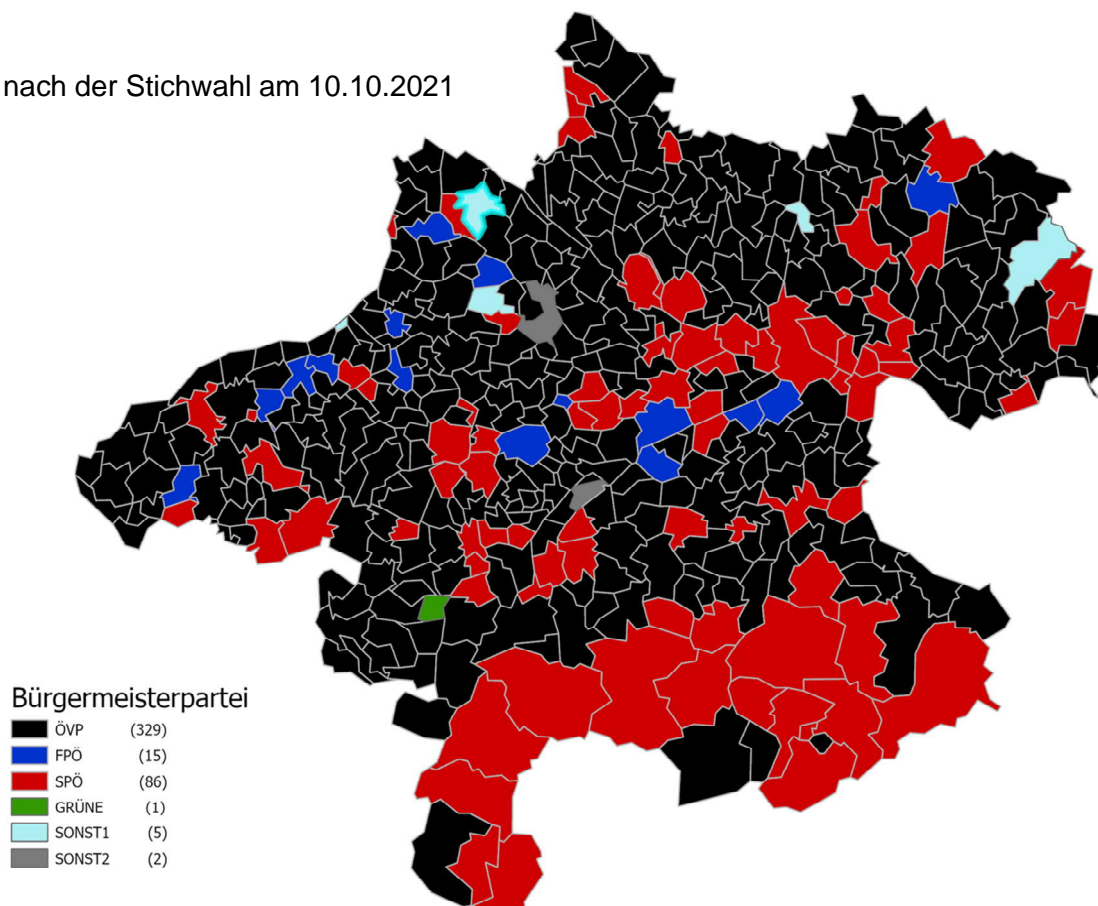 nach der Stichwahl am 10.10.2021
Bürgermeisterpartei
ÖVP (329)
FPÖ (15)
SPÖ (86)
GRÜNE (1)
SONST1 (5)
SONST2 (2)